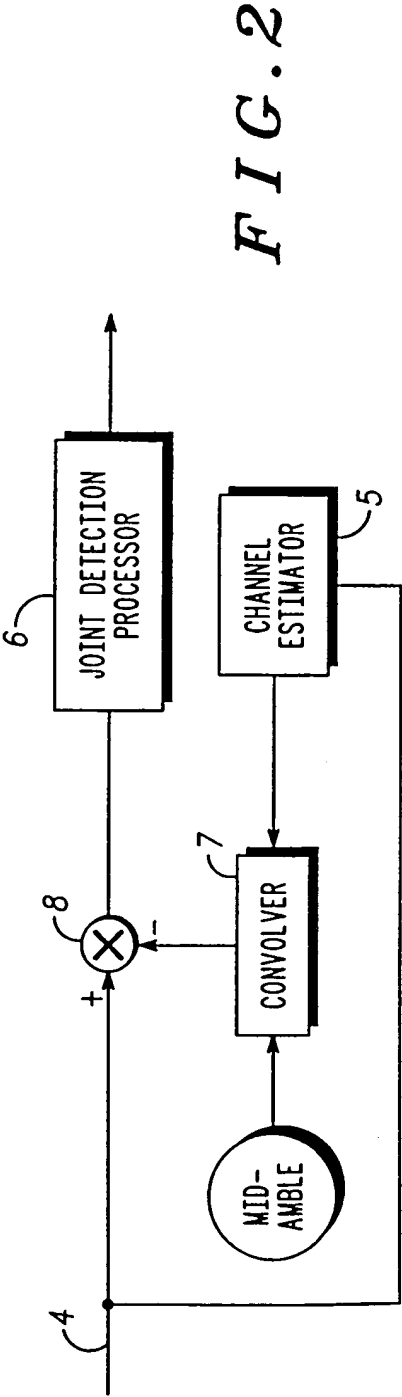 4
+
8
-
6
JOINT DETECTION
PROCESSOR
MID-
AMBLE
7
CONVOLVER
CHANNEL
ESTIMATOR
5
FIG.2